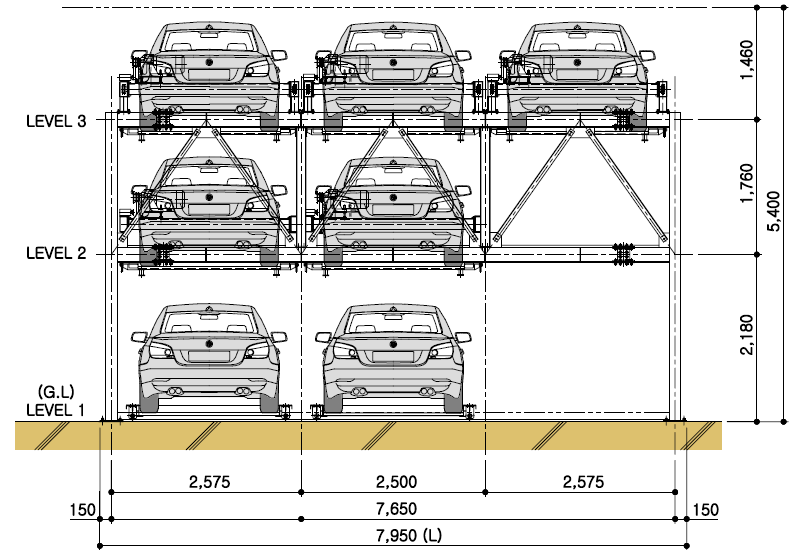 1,460
LEVEL 3
1,760
5,400
LEVEL 2
2,180
(G.L)
LEVEL 1
2,575 2,500 2,575
150 7,650 150
7,950 (L)